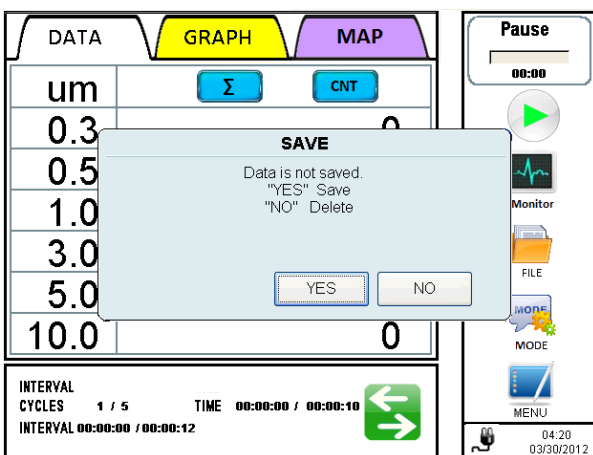 DATA
GRAPH
MAP
Pause
00:00
um
Σ
CNT
0.3
0
0.5
1.0
3.0
5.0
10.0
0
SAVE
Data is not saved.
"YES" Save
"NO" Delete
YES
NO
Monitor
FILE
MODE
MODE
MENU
INTERVAL
CYCLES 1 / 5 TIME 00:00:00 / 00:00:10
INTERVAL 00:00:00 / 00:00:12
04:20
03/30/2012